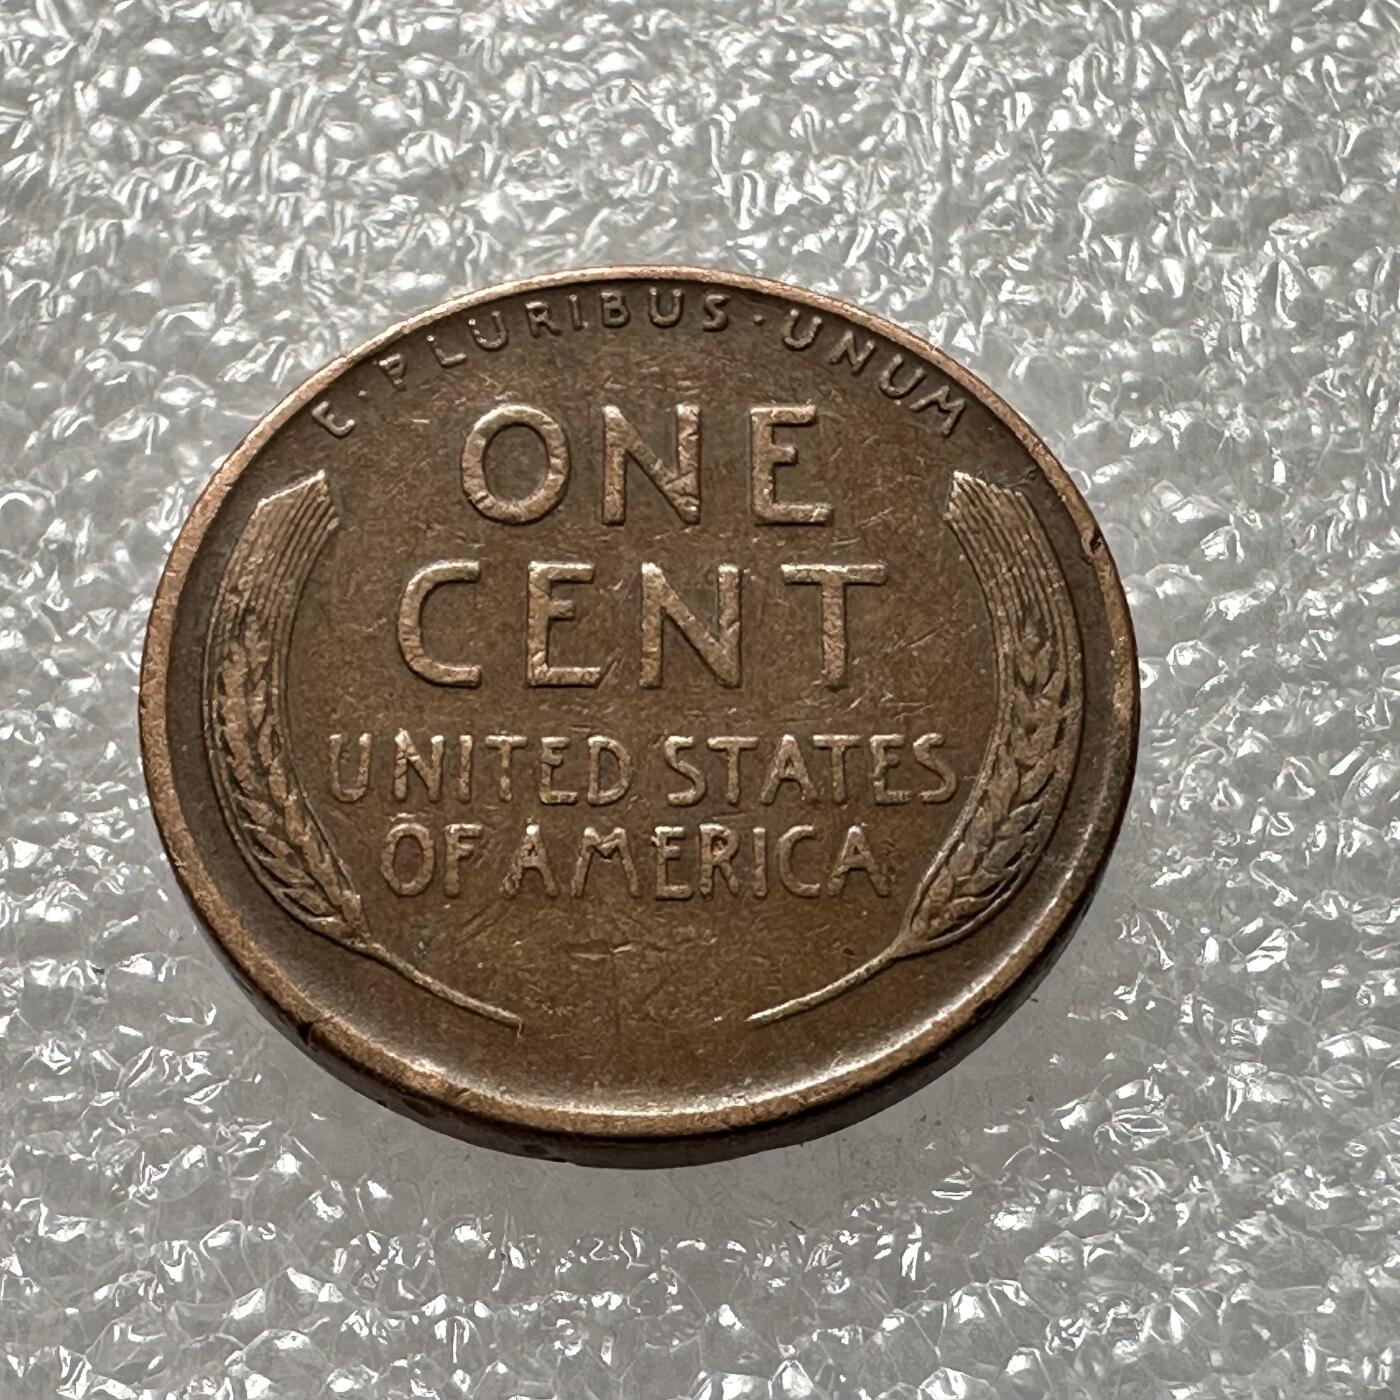 E · PLURIBUS · UNUM
ONE
CENT
UNITED STATES
OF AMERICA